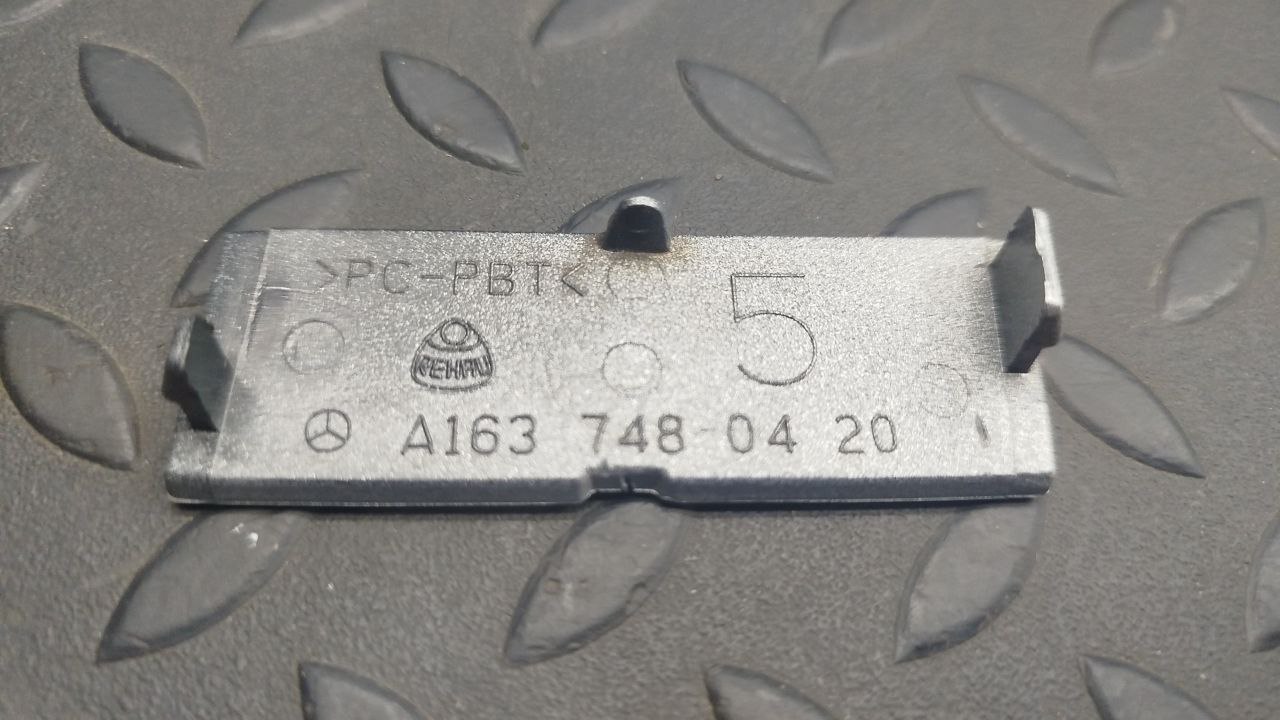 >PC-PBT<
5
REHAU
A163 748 04 20